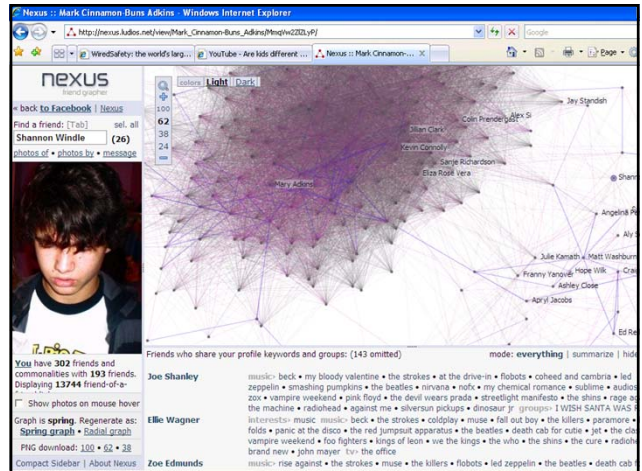 Nexus :: Mark Cinnamon-Buns Adkins - Windows Internet Explorer
http://nexus.ludios.net/view/Mark_Cinnamon-Buns_Adkins/
Google
WiredSafety: the world's larg...
YouTube - Are kids different ...
Nexus :: Mark Cinnamon-...
Page
nexus
friend grapher
« back to Facebook | Nexus
Find a friend: [Tab] sel. all
Shannon Windle (26)
photos of • photos by • message
colors Light Dark
100
62
38
24
Jay Standish
Alex Si
Colin Prendergast
Jillian Clark
Kevin Connolly
Sanje Richardson
Eliza Rose Vera
Mary Adkins
Shann
Angelina Pe
Aly S
Julie Kamath
Matt Washburn
Franny Yanover
Hope Wilk
Crai
Ashley Close
Apryl Jacobs
Ed Re
You have 302 friends and
commonalities with 193 friends.
Displaying 13744 friend-of-a-
Show photos on mouse hover
Graph is spring. Regenerate as:
Spring graph • Radial graph
PNG download: 100 • 62 • 38
Compact Sidebar | About Nexus
Friends who share your profile keywords and groups: (143 omitted) mode: everything | summarize | hide
Joe Shanley music> beck • my bloody valentine • the strokes • at the drive-in • flobots • coheed and cambria • led
zeppelin • smashing pumpkins • the beatles • nirvana • nofx • my chemical romance • sublime • audios
zox • vampire weekend • pink floyd • the devil wears prada • streetlight manifesto • the shins • rage ag
the machine • radiohead • against me • silversun pickups • dinosaur jr groups> I WISH SANTA WAS F
Ellie Wagner interests> music music> beck • the strokes • coldplay • muse • fall out boy • the killers • paramore •
folds • panic at the disco • the red jumpsuit apparatus • the beatles • death cab for cutie • jet • the clas
vampire weekend • foo fighters • kings of leon • we the kings • the who • the shins • the cure • radiohe
brand new • john mayer tv> the office
Zoe Edmunds music> rise against • the strokes • muse • the killers • flobots • led zeppelin • the beatles • death cab